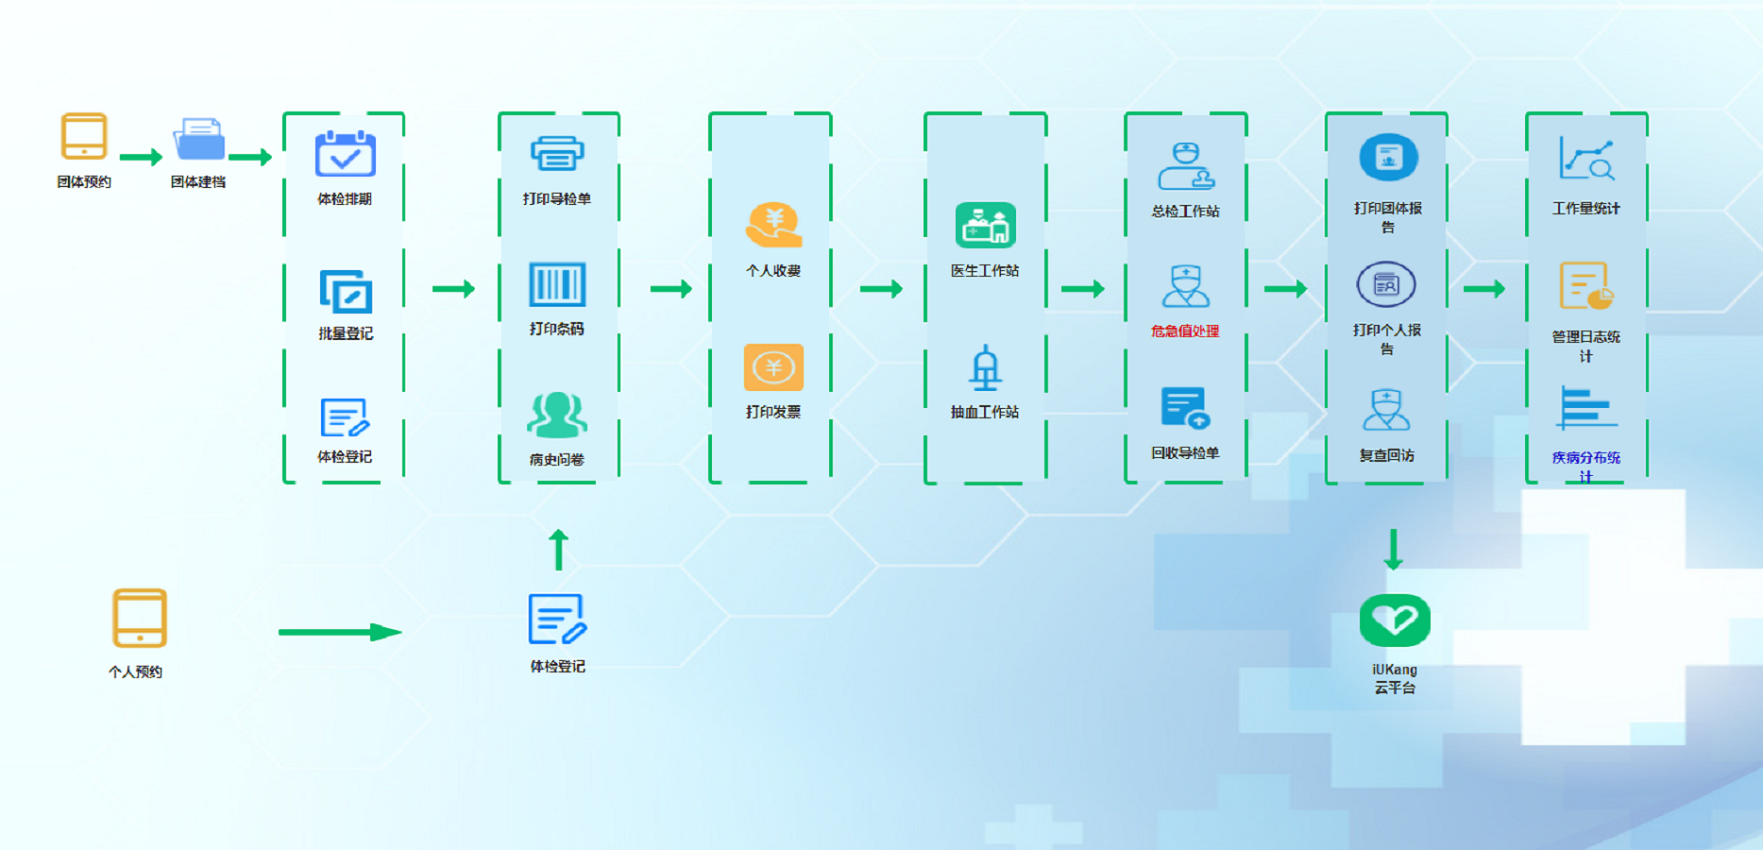 团体预约
团体建档
体检排期
批量登记
体检登记
打印导检单
打印条码
病史问卷
个人收费
打印发票
医生工作站
抽血工作站
总检工作站
危急值处理
回收导检单
打印团体报
告
打印个人报
告
复查回访
工作量统计
管理日志统
计
疾病分布统
计
个人预约
体检登记
iUKang
云平台